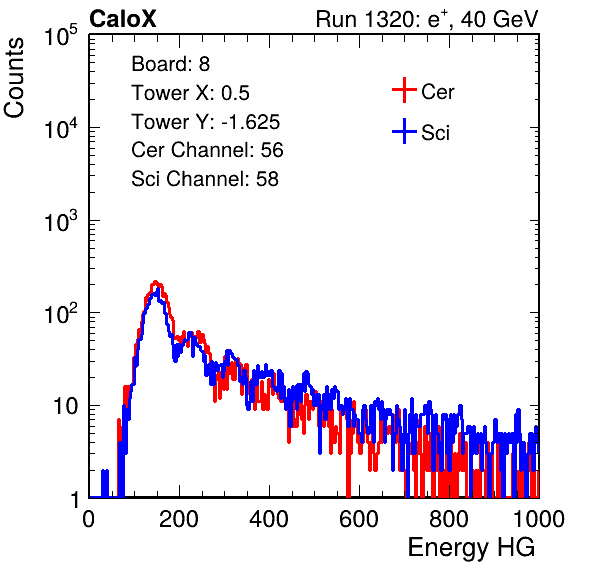 CaloX Run 1320: e⁺, 40 GeV
Counts
10⁵
10⁴
10³
10²
10
1
Board: 8
Tower X: 0.5
Tower Y: -1.625
Cer Channel: 56
Sci Channel: 58
Cer
Sci
0 200 400 600 800 1000
Energy HG